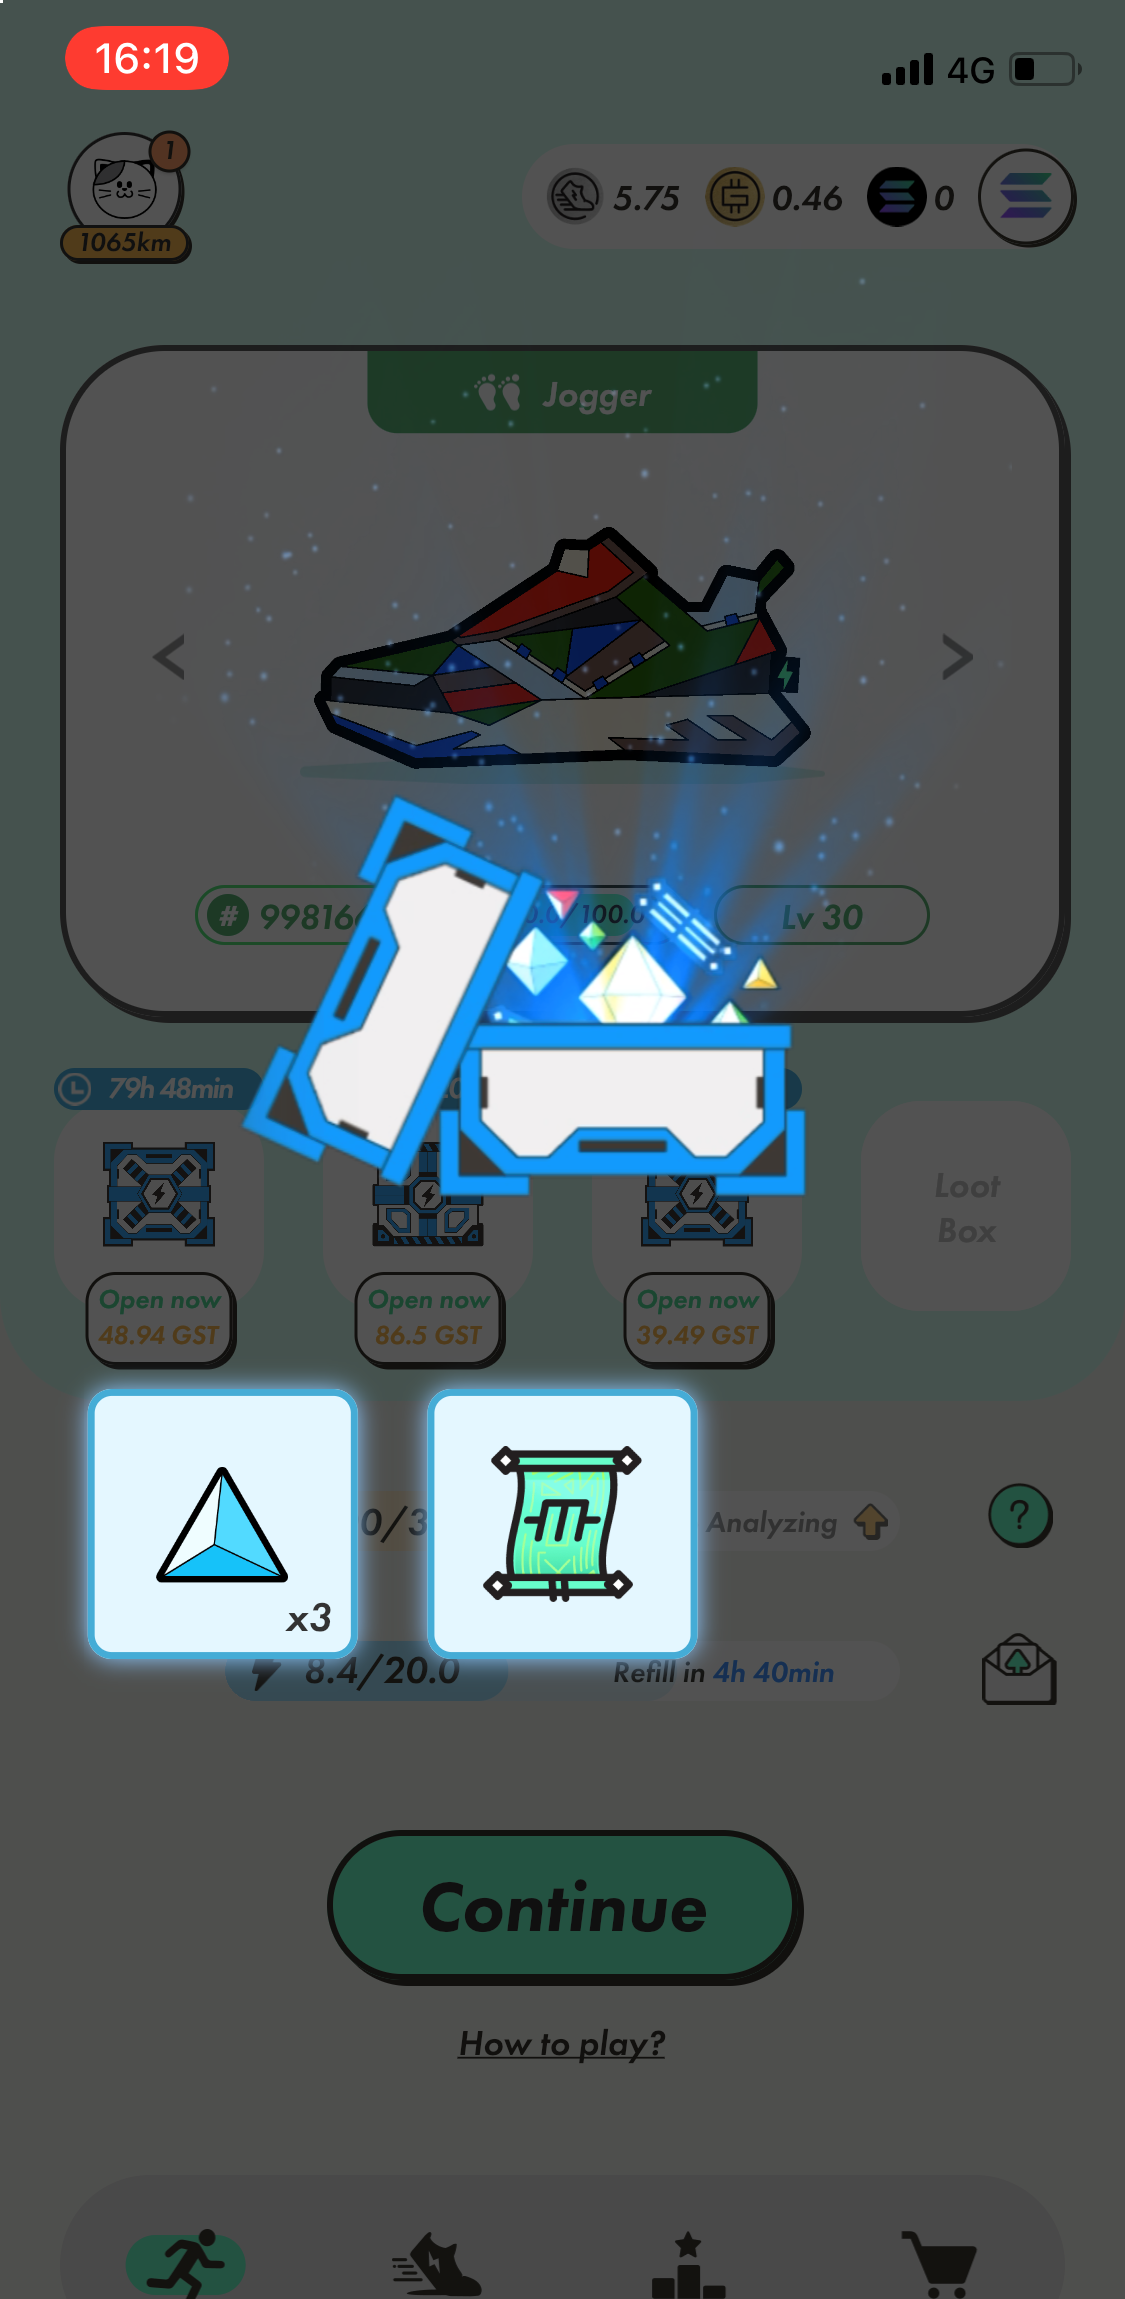 16:19
4G
1
1065km
5.75
0.46
0
Jogger
# 99816
0.0/100.0
Lv 30
79h 48min
Loot
Box
Open now
48.94 GST
Open now
86.5 GST
Open now
39.49 GST
0/3
Analyzing
?
x3
8.4/20.0
Refill in 4h 40min
Continue
How to play?